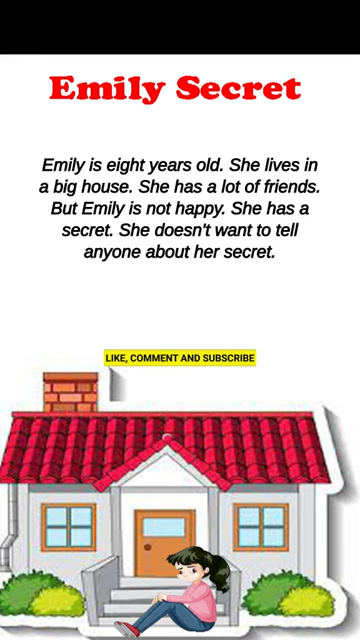 Emily Secret
Emily is eight years old. She lives in
a big house. She has a lot of friends.
But Emily is not happy. She has a
secret. She doesn't want to tell
anyone about her secret.
LIKE, COMMENT AND SUBSCRIBE